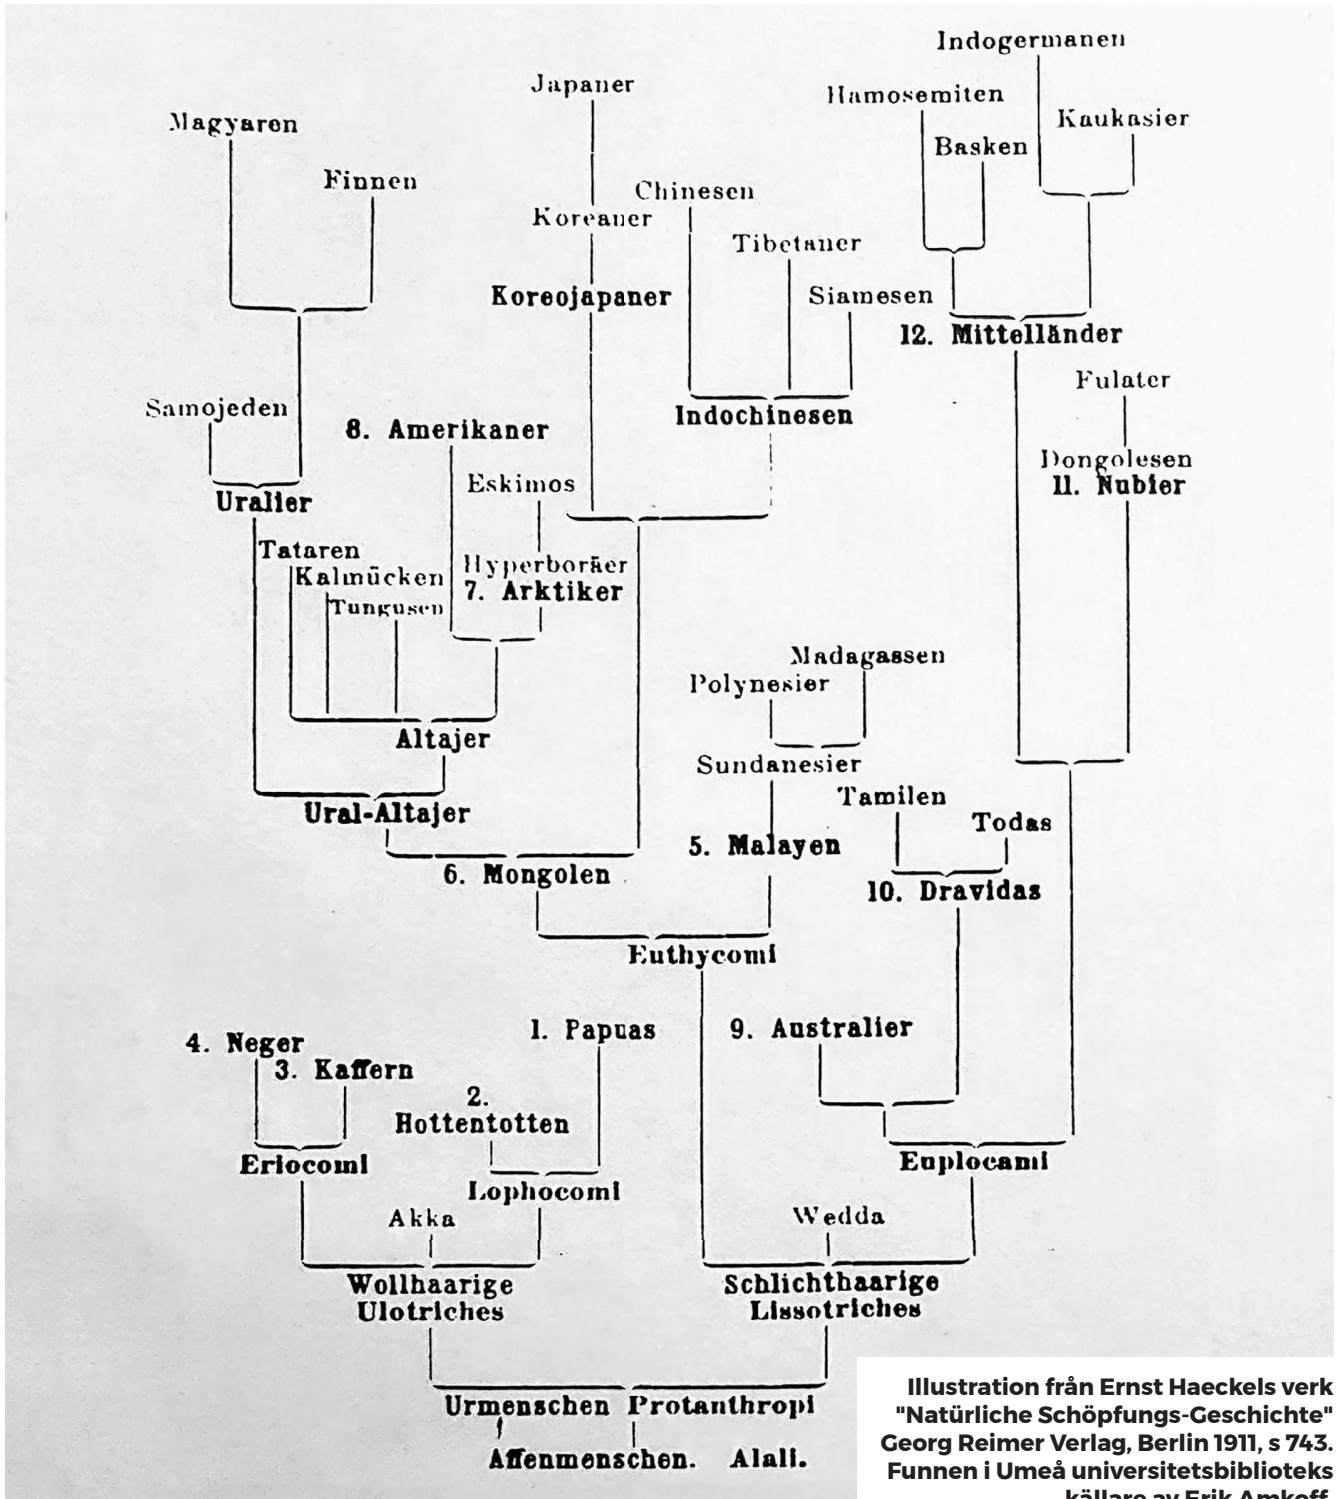 Indogermanen
Japaner
Hamosemiten
Kaukasier
Magyaren
Basken
Finnen
Chinesen
Koreaner
Tibetaner
Koreojapaner
Siamesen
12. Mittelländer
Fulater
Samojeden
8. Amerikaner
Indochinesen
Dongolesen
11. Nubier
Eskimos
Uralier
Tataren
Hyperboräer
Kalmücken
7. Arktiker
Tungusen
Madagassen
Polynesier
Altajer
Sundanesier
Tamilen
Ural-Altajer
Todas
5. Malayen
6. Mongolen
10. Dravidas
Euthycomi
1. Papuas
9. Australier
4. Neger
3. Kaffern
2.
Hottentotten
Eriocomi
Euplocami
Lophocomi
Akka
Wedda
Wollhaarige
Ulotriches
Schlichthaarige
Lissotriches
Urmenschen Protanthropi
Affenmenschen. Alali.
Illustration från Ernst Haeckels verk
"Natürliche Schöpfungs-Geschichte"
Georg Reimer Verlag, Berlin 1911, s 743.
Funnen i Umeå universitetsbiblioteks
källare av Erik Amkoff.